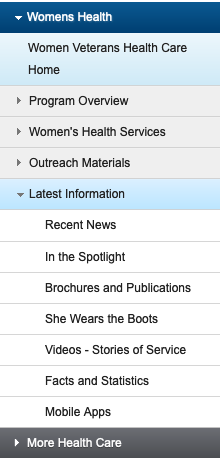 Womens Health
Women Veterans Health Care
Home
Program Overview
Women's Health Services
Outreach Materials
Latest Information
Recent News
In the Spotlight
Brochures and Publications
She Wears the Boots
Videos - Stories of Service
Facts and Statistics
Mobile Apps
More Health Care